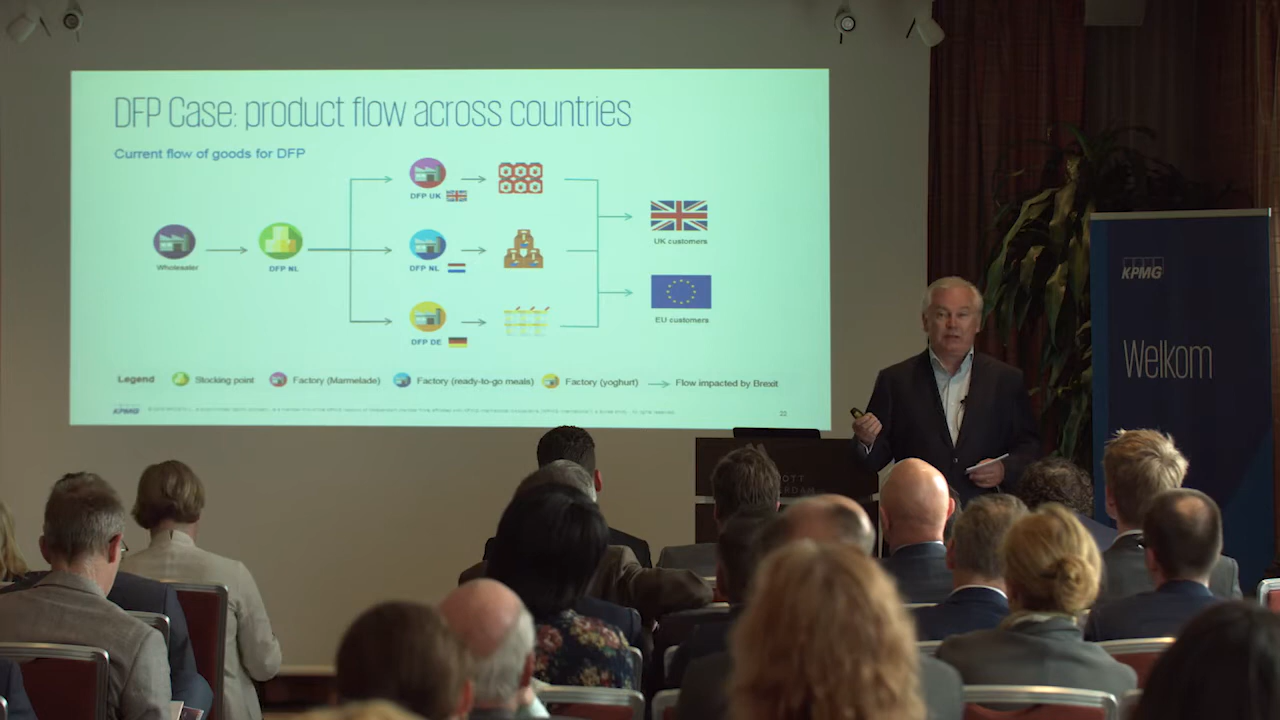 DFP Case: product flow across countries
Current flow of goods for DFP
DFP UK
UK customers
Wholesaler
DFP NL
DFP NL
EU customers
DFP DE
Legend
Stocking point
Factory (Marmelade)
Factory (ready-to-go meals)
Factory (yoghurt)
Flow impacted by Brexit
KPMG
23
KPMG
Welkom